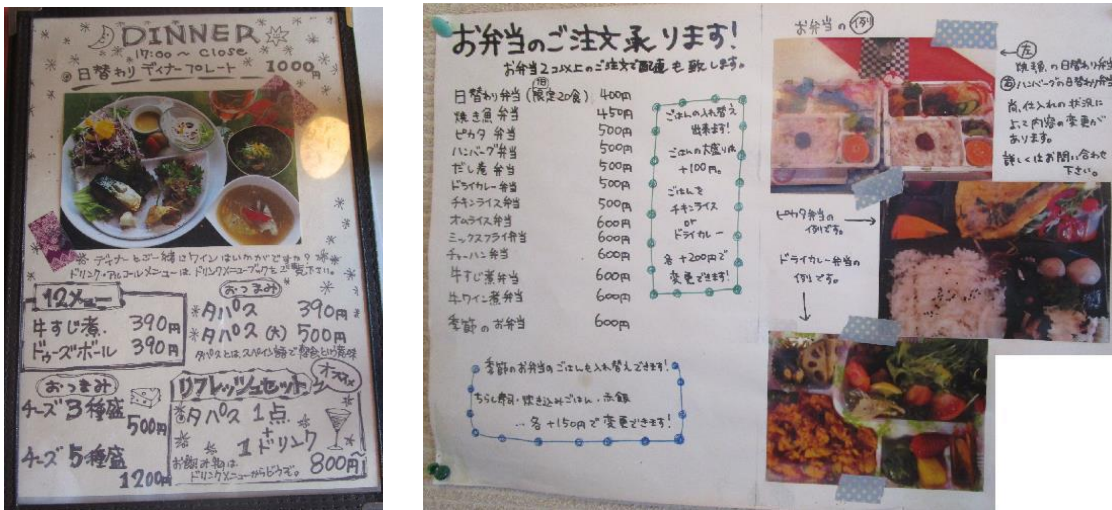 DINNER
17:00～close
日替わりディナープレート 1000円
ディナーとご一緒にワインはいかがですか？
ドリンク・アルコールメニューはドリンクメニューブックをご覧下さい。
12メニュー
牛すじ煮. 390円
ドゥーズボール 390円
おつまみ
タパス 390円
タパス(大) 500円
タパスとはスペイン語で
おつまみ
チーズ3種盛
500円
チーズ5種盛
1200円
リフレッシュセット
オススメ
タパス 1点
+
1ドリンク
お飲み物は
ドリンクメニューからどうぞ。
800円～
お弁当のご注文承ります!
お弁当2コ以上のご注文で配達も致します。
日替わり弁当(限定20食) 400円
焼き魚弁当 450円
ピカタ弁当 500円
ハンバーグ弁当 500円
だし煮弁当 500円
ドライカレー弁当 500円
チキンライス弁当 500円
オムライス弁当 600円
ミックスフライ弁当 600円
チャーハン弁当 600円
牛すじ煮弁当 600円
牛ワイン煮弁当 600円
季節のお弁当 600円
ごはんの入れ替え
出来ます!
ごはんの大盛りは
+100円。
ごはんを
チキンライス
or
ドライカレー
各+200円で
変更できます!
季節のお弁当のごはんも入れ替えできます!
ちらし寿司・炊き込みごはん・赤飯
…各+150円で変更できます!
お弁当の例
←左
焼き魚の日替わり弁当
右ハンバーグの日替わり弁当
尚、仕入れの状況に
よって内容の変更が
あります。
詳しくはお問い合わせ
下さい。
ピカタ弁当の
例です。
ドライカレー弁当の
例です。